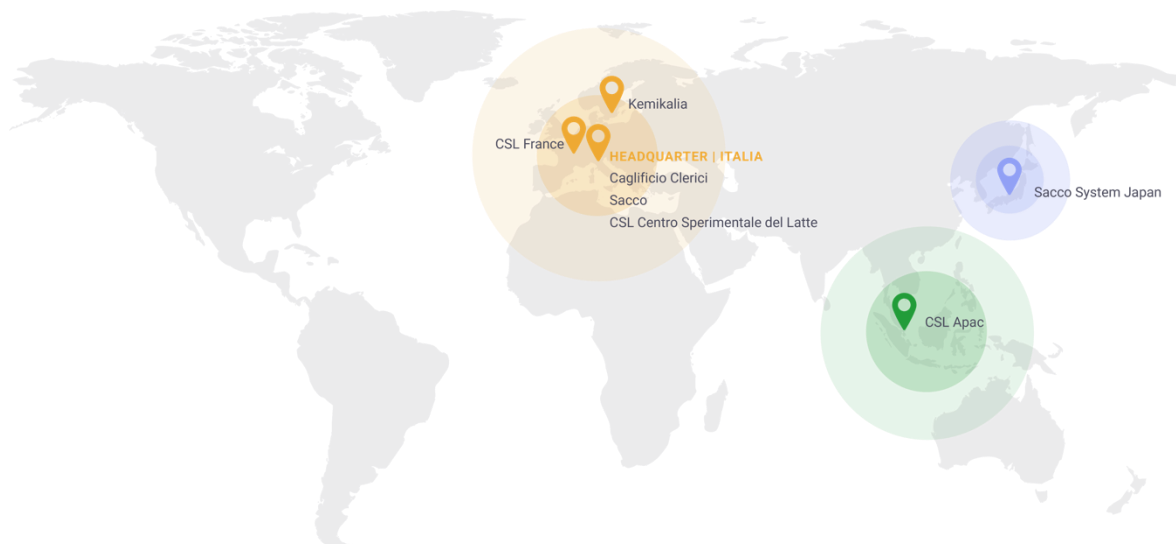 Kemikalia
CSL France
HEADQUARTER | ITALIA
Caglificio Clerici
Sacco
CSL Centro Sperimentale del Latte
Sacco System Japan
CSL Apac